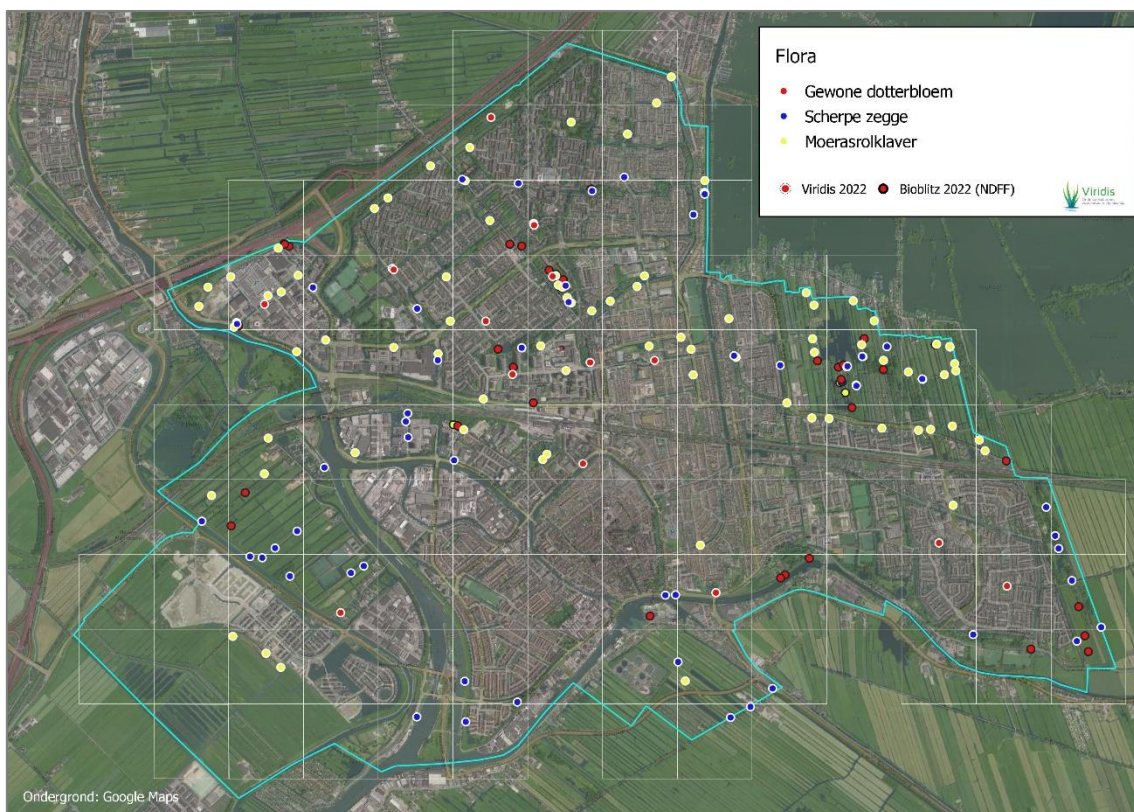 Flora
Gewone dotterbloem
Scherpe zegge
Moerasrolklaver
Viridis 2022
Bioblitz 2022 (NDFF)
Viridis
Ondergrond: Google Maps